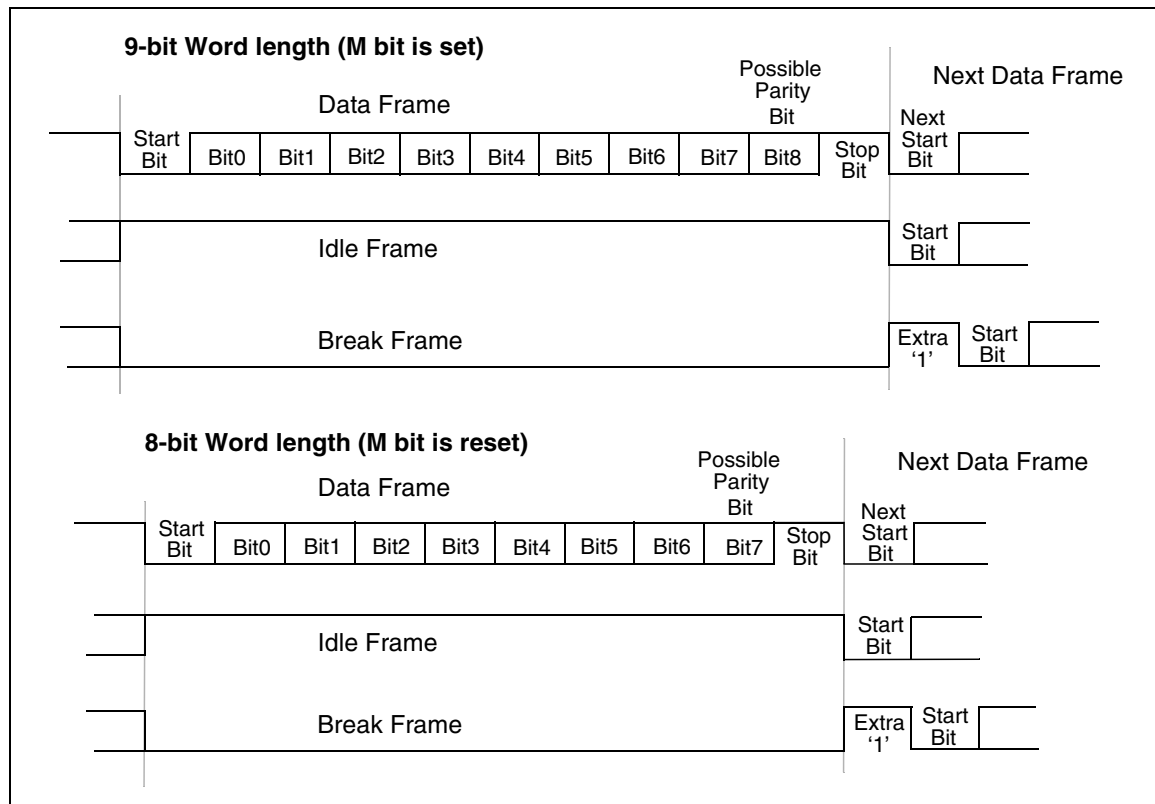 9-bit Word length (M bit is set)
Possible
Parity
Bit
Next Data Frame
Data Frame
Start
Bit
Bit0
Bit1
Bit2
Bit3
Bit4
Bit5
Bit6
Bit7
Bit8
Stop
Bit
Next
Start
Bit
Idle Frame
Start
Bit
Break Frame
Extra
‘1’
Start
Bit
8-bit Word length (M bit is reset)
Possible
Parity
Bit
Next Data Frame
Data Frame
Start
Bit
Bit0
Bit1
Bit2
Bit3
Bit4
Bit5
Bit6
Bit7
Stop
Bit
Next
Start
Bit
Idle Frame
Start
Bit
Break Frame
Extra
‘1’
Start
Bit